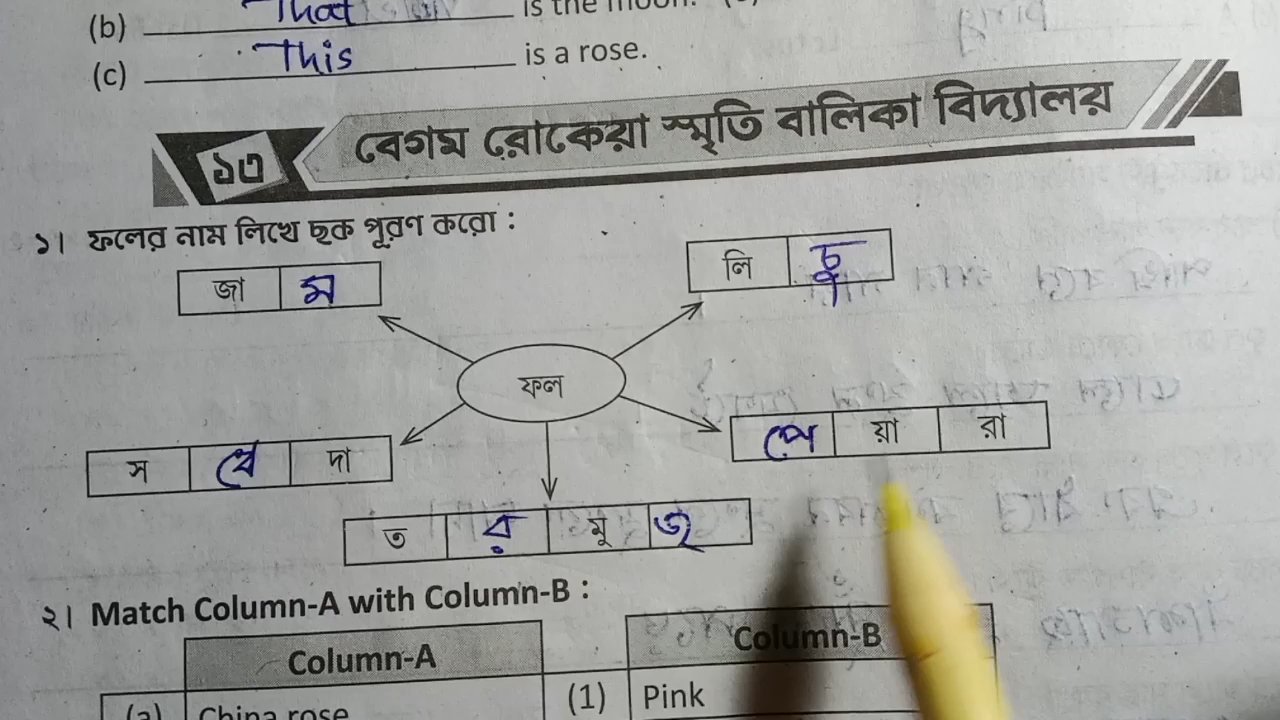 (b) That is the moon.
(c) This is a rose.
১৩ বেগম রোকেয়া স্মৃতি বালিকা বিদ্যালয়
১। ফলের নাম লিখে ছক পূরণ করো :
জা ম
লি চু
ফল
পে য়া রা
স বে দা
ত র মু জ
২। Match Column-A with Column-B :
Column-A Column-B
(a) China rose (1) Pink